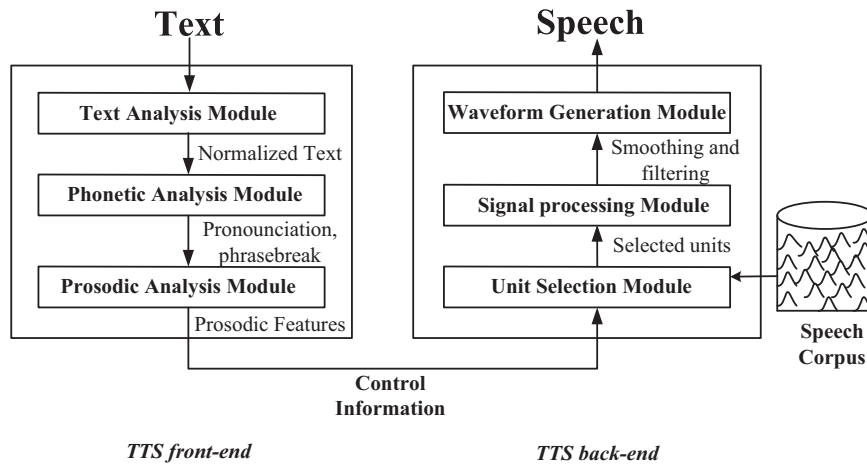 Text
Text Analysis Module
Normalized Text
Phonetic Analysis Module
Pronounciation,
phrasebreak
Prosodic Analysis Module
Prosodic Features
Control
Information
TTS front-end
Speech
Waveform Generation Module
Smoothing and
filtering
Signal processing Module
Selected units
Unit Selection Module
Speech
Corpus
TTS back-end